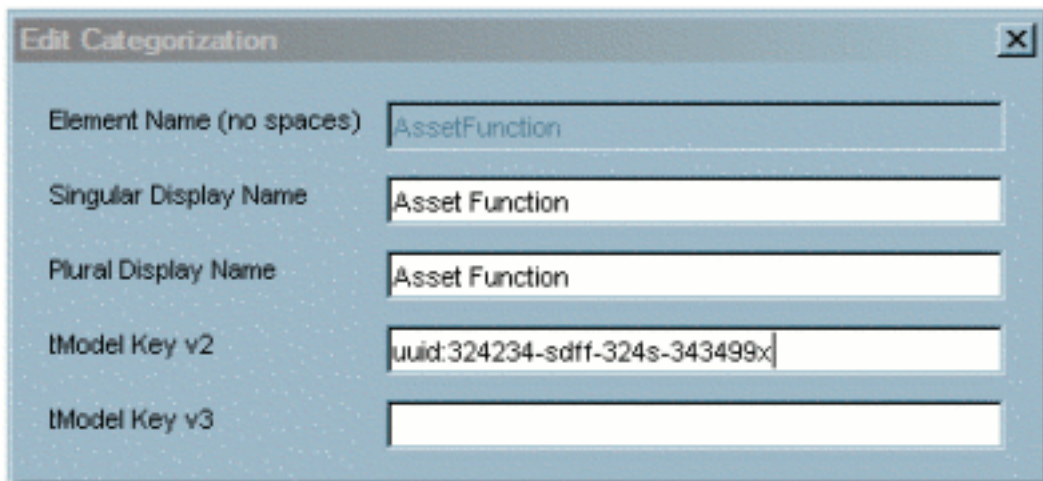 Edit Categorization
Element Name (no spaces) AssetFunction
Singular Display Name Asset Function
Plural Display Name Asset Function
tModel Key v2 uuid:324234-sdff-324s-343499x
tModel Key v3